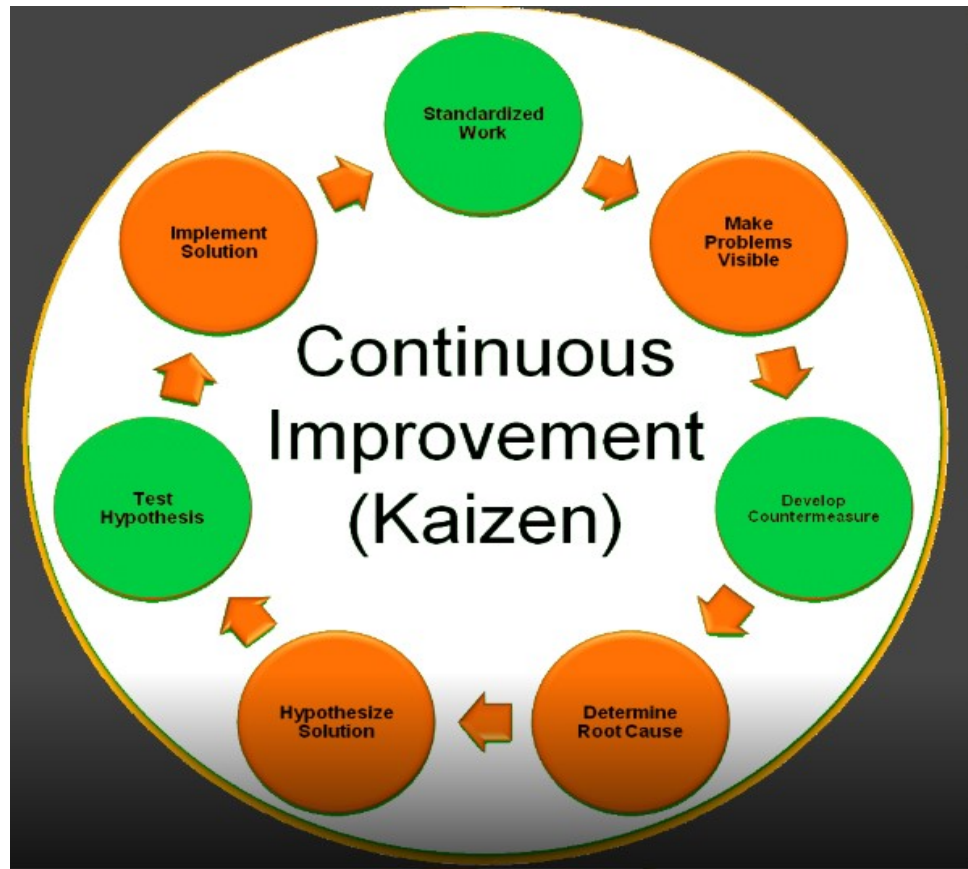 Standardized
Work
Make
Problems
Visible
Develop
Countermeasure
Determine
Root Cause
Hypothesize
Solution
Test
Hypothesis
Implement
Solution
Continuous
Improvement
(Kaizen)